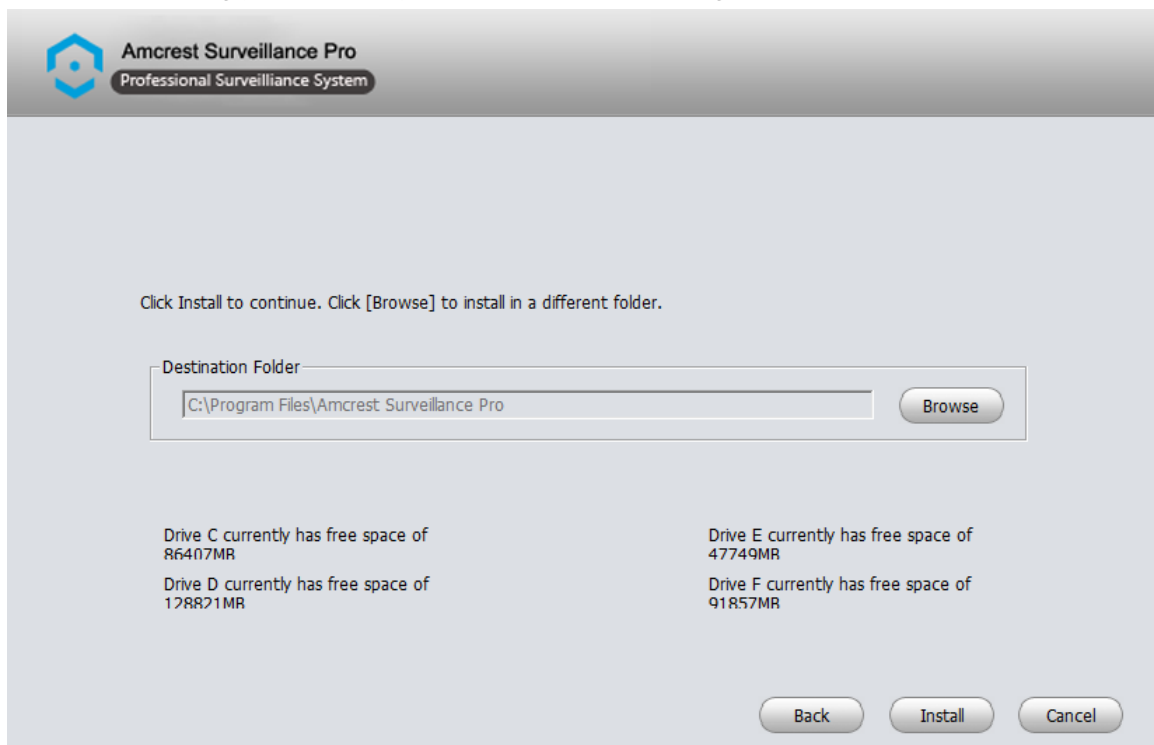 Amcrest Surveillance Pro
Professional Surveilliance System
Click Install to continue. Click [Browse] to install in a different folder.
Destination Folder
C:\Program Files\Amcrest Surveillance Pro
Browse
Drive C currently has free space of
86407MB
Drive E currently has free space of
47749MB
Drive D currently has free space of
128821MB
Drive F currently has free space of
91857MB
Back
Install
Cancel